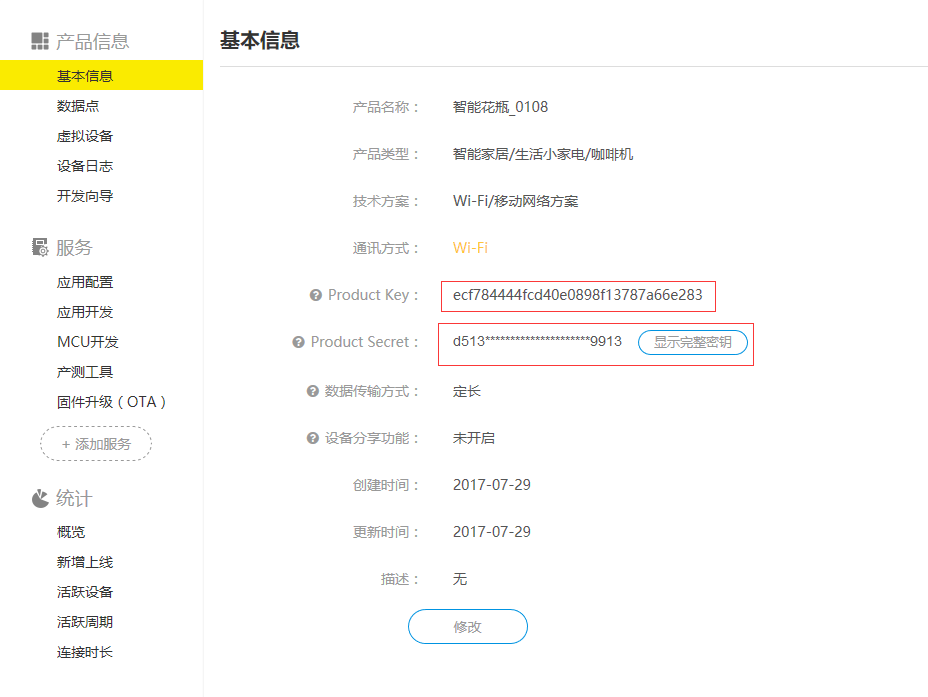 产品信息
基本信息
数据点
虚拟设备
设备日志
开发向导
服务
应用配置
应用开发
MCU开发
产测工具
固件升级（OTA）
+ 添加服务
统计
概览
新增上线
活跃设备
活跃周期
连接时长
基本信息
产品名称： 智能花瓶_0108
产品类型： 智能家居/生活小家电/咖啡机
技术方案： Wi-Fi/移动网络方案
通讯方式： Wi-Fi
Product Key： ecf784444fcd40e0898f13787a66e283
Product Secret： d513**********************9913 显示完整密钥
数据传输方式： 定长
设备分享功能： 未开启
创建时间： 2017-07-29
更新时间： 2017-07-29
描述： 无
修改